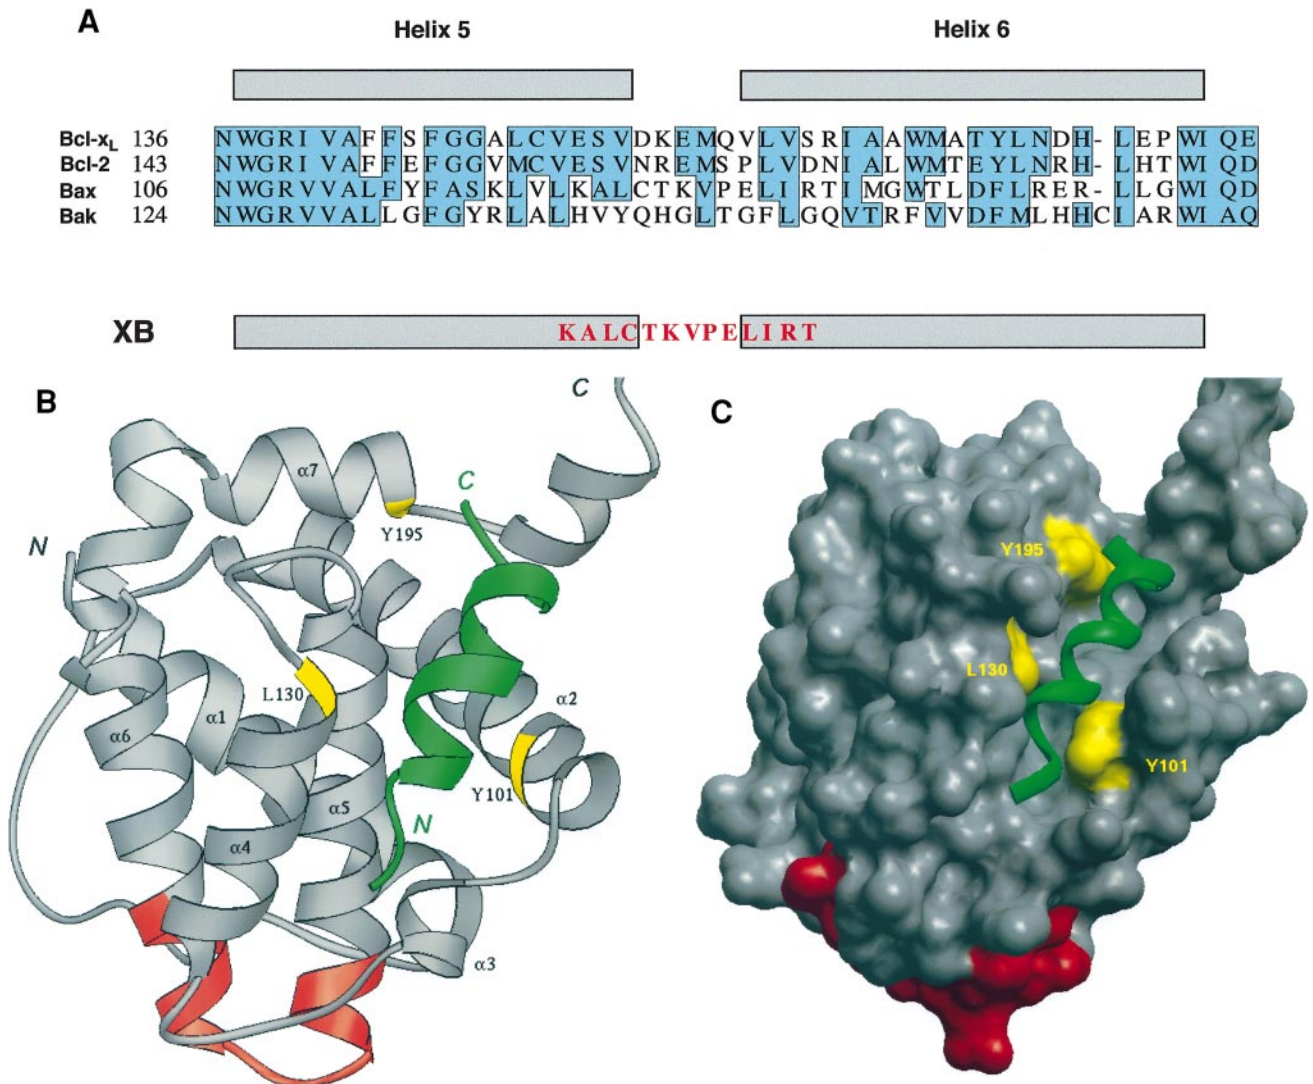 A
Helix 5 Helix 6
Bcl-xL 136 NWGRIVAFFSFGGALCVESVDKEMQVLVSRIAAWMATYLNDH-LEPWIQE
Bcl-2 143 NWGRIVAFFEFGGVMCVESVNREMSPLVDNIALWMTEYLNRH-LHTWIQD
Bax 106 NWGRVVALFYFASKLVLKALCTKVPELIRTIMGWTLDFLRER-LLGWIQD
Bak 124 NWGRVVALLGFGYRLALHVYQHGLTGFLGQVTRFVVDFMLHHCIARWIAQ
XB KALCTKVPELIRT
B
C
N
α7
Y195
C
L130
α1
α6
α2
Y101
α5
N
α4
α3
C
Y195
L130
Y101